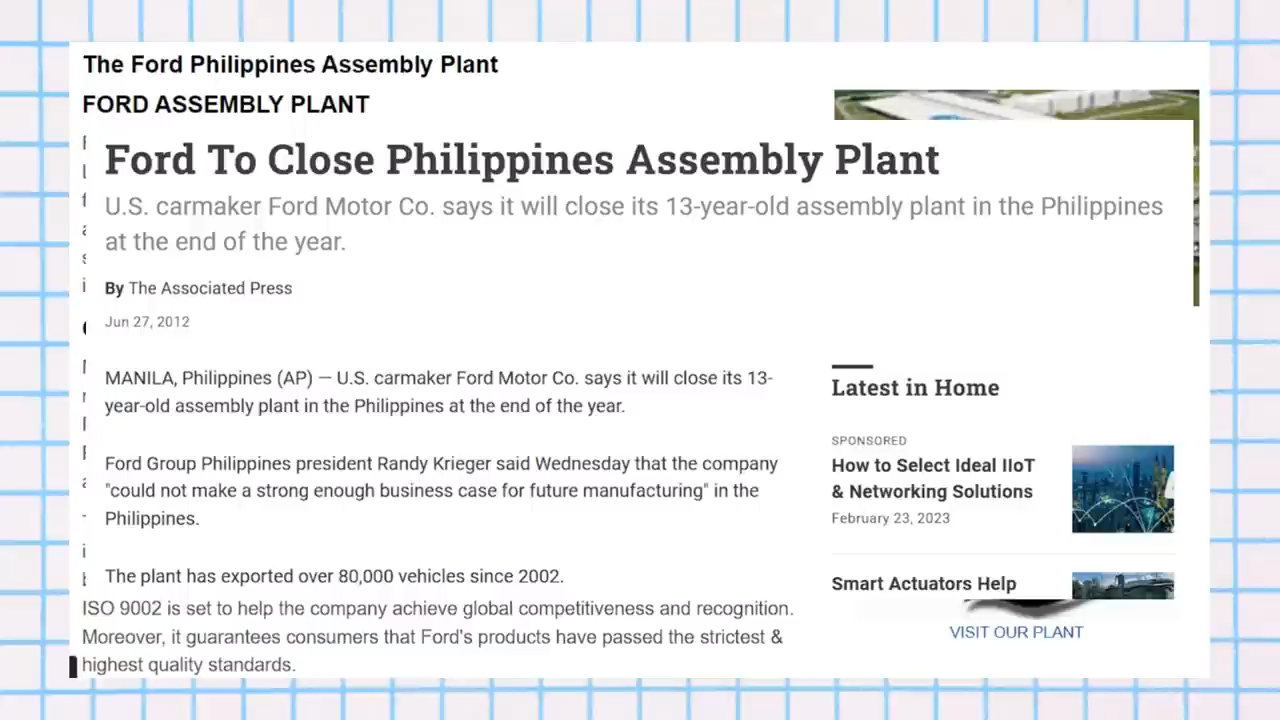 The Ford Philippines Assembly Plant
FORD ASSEMBLY PLANT
Ford To Close Philippines Assembly Plant
U.S. carmaker Ford Motor Co. says it will close its 13-year-old assembly plant in the Philippines
at the end of the year.
By The Associated Press
Jun 27, 2012
MANILA, Philippines (AP) — U.S. carmaker Ford Motor Co. says it will close its 13-
year-old assembly plant in the Philippines at the end of the year.
Ford Group Philippines president Randy Krieger said Wednesday that the company
"could not make a strong enough business case for future manufacturing" in the
Philippines.
The plant has exported over 80,000 vehicles since 2002.
ISO 9002 is set to help the company achieve global competitiveness and recognition.
Moreover, it guarantees consumers that Ford's products have passed the strictest &
highest quality standards.
Latest in Home
SPONSORED
How to Select Ideal IIoT
& Networking Solutions
February 23, 2023
Smart Actuators Help
VISIT OUR PLANT